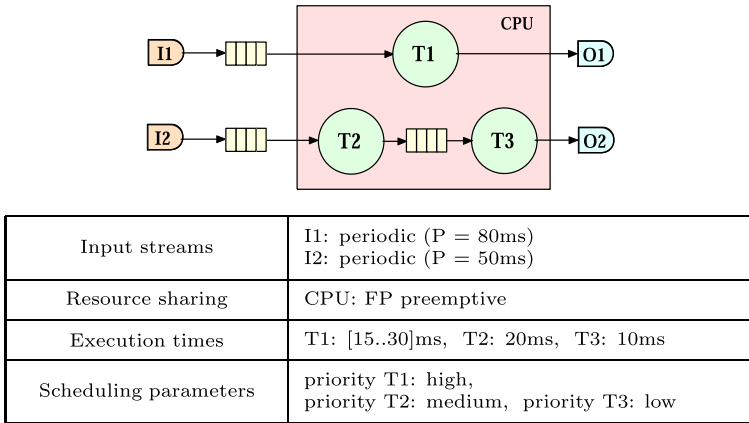 CPU
I1 T1 O1
I2 T2 T3 O2
Input streams
I1: periodic (P = 80ms)
I2: periodic (P = 50ms)
Resource sharing
CPU: FP preemptive
Execution times
T1: [15..30]ms, T2: 20ms, T3: 10ms
Scheduling parameters
priority T1: high,
priority T2: medium, priority T3: low